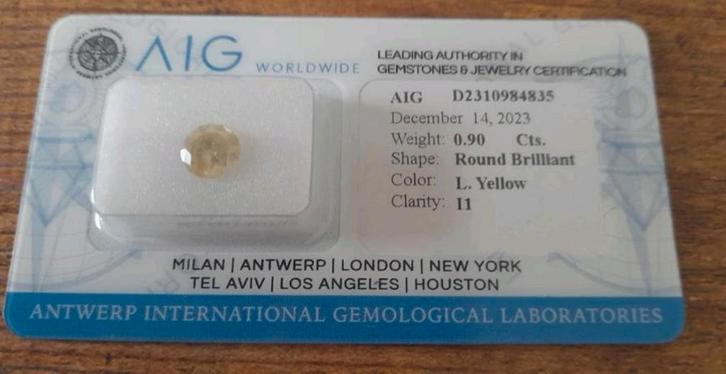 AIG WORLDWIDE
LEADING AUTHORITY IN
GEMSTONES & JEWELRY CERTIFICATION
AIG D2310984835
December 14, 2023
Weight: 0.90 Cts.
Shape: Round Brilliant
Color: L. Yellow
Clarity: I1
MILAN | ANTWERP | LONDON | NEW YORK
TEL AVIV | LOS ANGELES | HOUSTON
ANTWERP INTERNATIONAL GEMOLOGICAL LABORATORIES